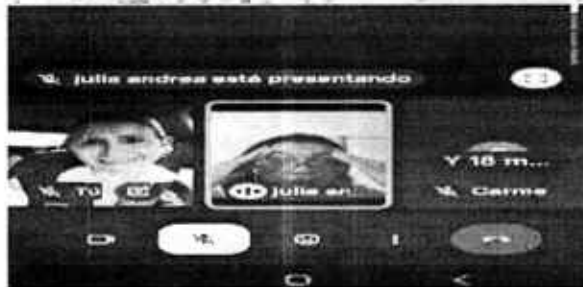 julia andrea está presentando
Y 18 m...
Tú
julia an...
Carme